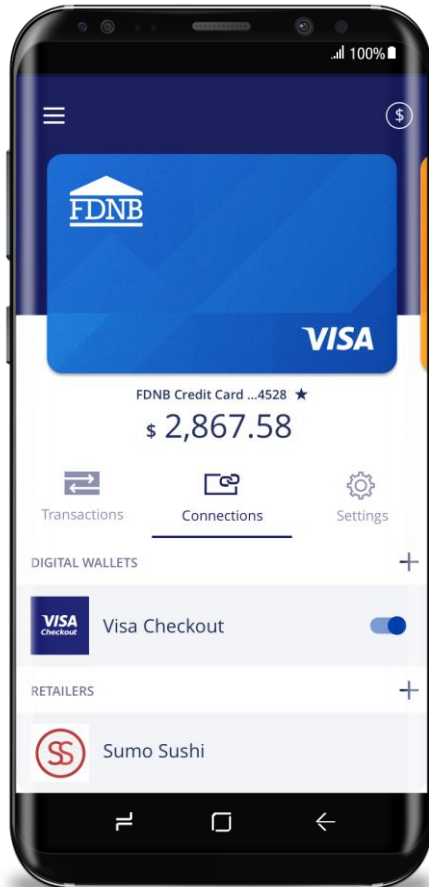 100%
$
FDNB
VISA
FDNB Credit Card ...4528 ★
$ 2,867.58
Transactions Connections Settings
DIGITAL WALLETS +
VISA
Checkout
Visa Checkout
RETAILERS +
SS
Sumo Sushi